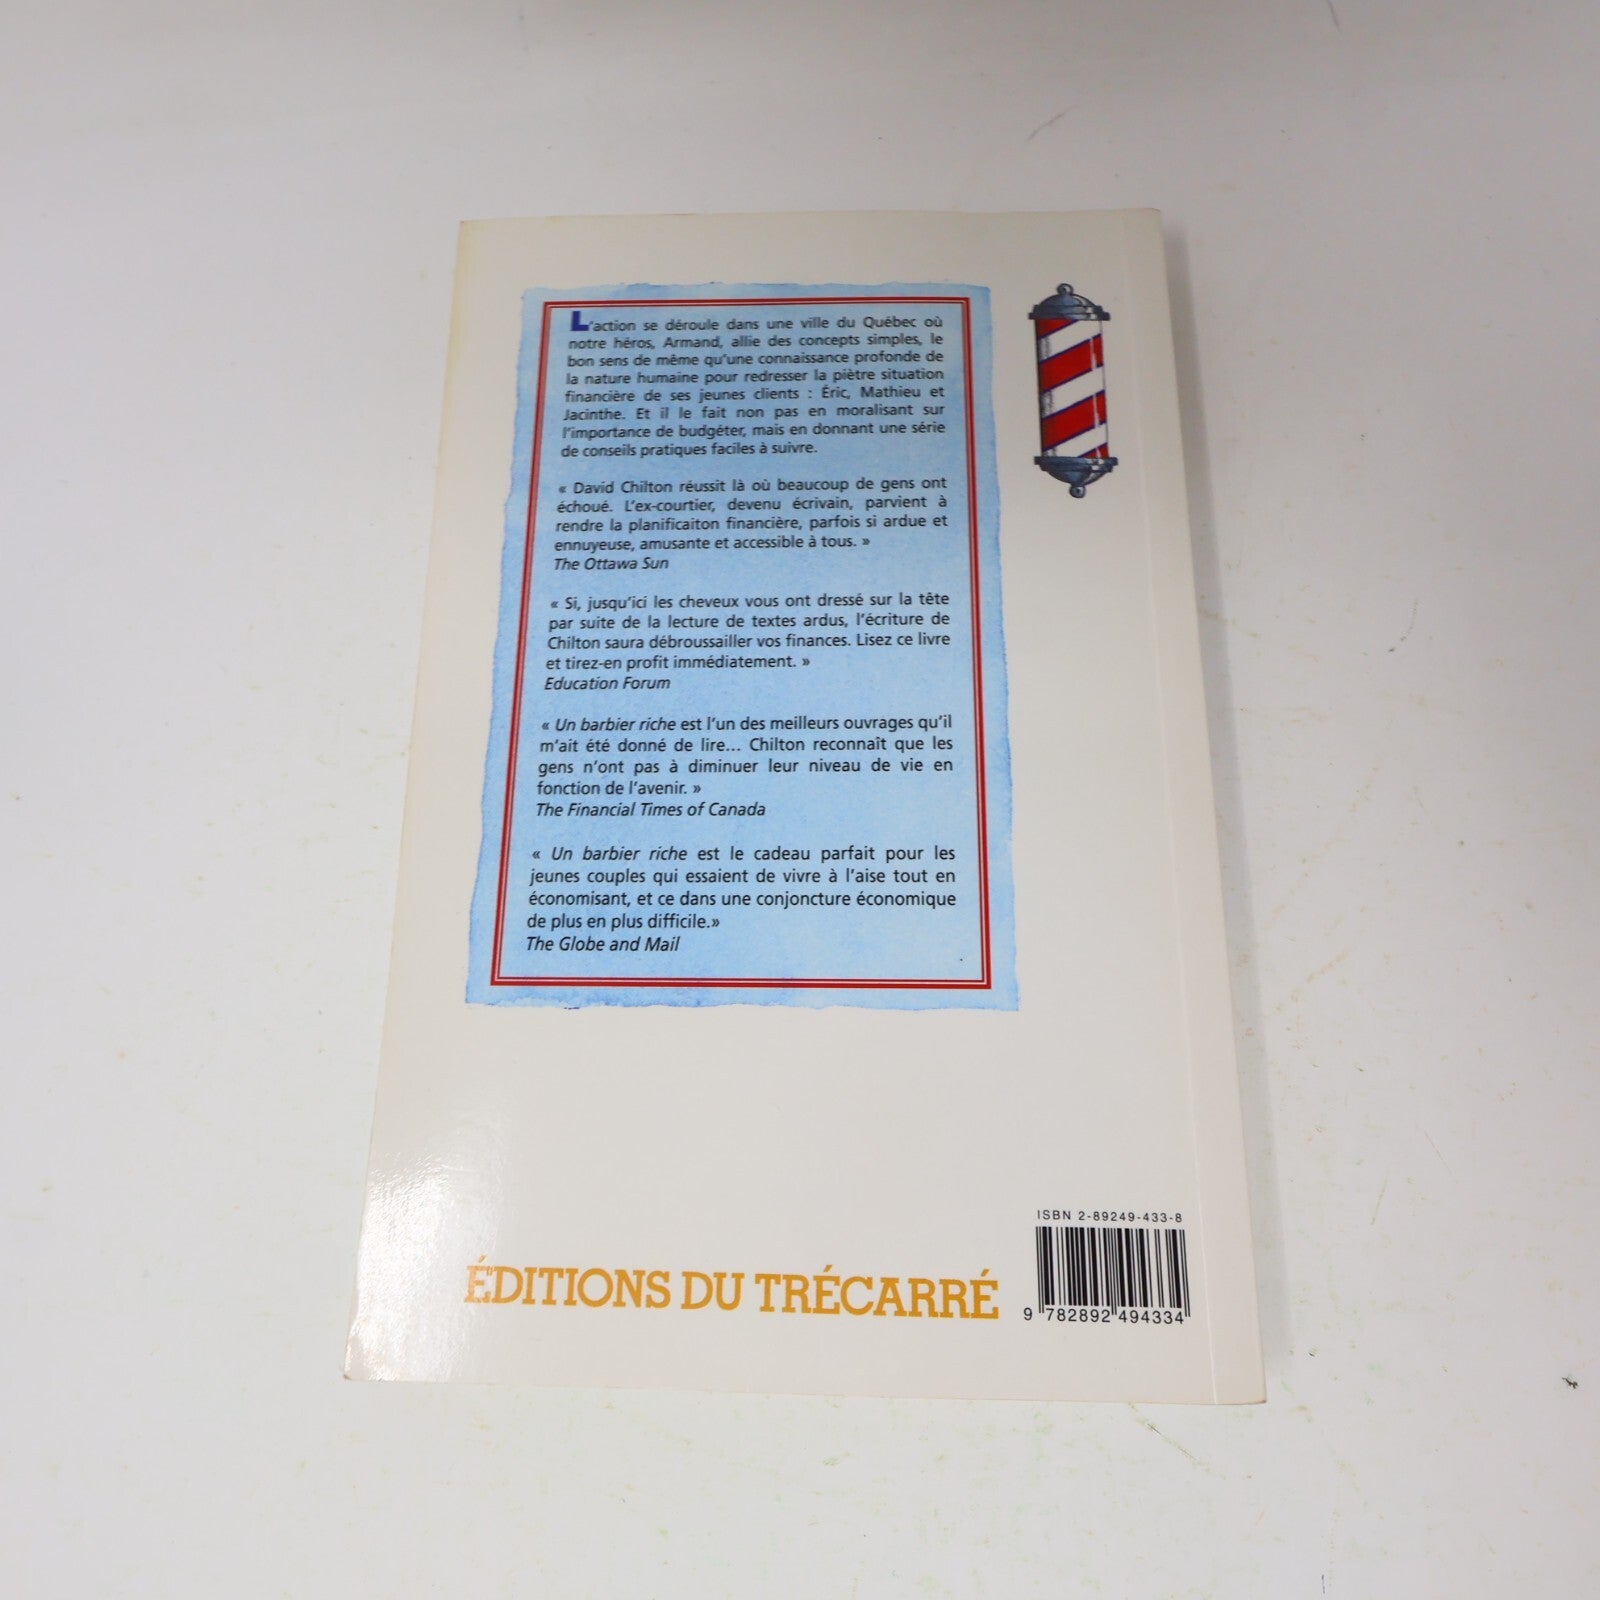 L'action se déroule dans une ville du Québec où
notre héros, Armand, allie des concepts simples, le
bon sens de même qu'une connaissance profonde de
la nature humaine pour redresser la piètre situation
financière de ses jeunes clients : Éric, Mathieu et
Jacinthe. Et il le fait non pas en moralisant sur
l'importance de budgéter, mais en donnant une série
de conseils pratiques faciles à suivre.
« David Chilton réussit là où beaucoup de gens ont
échoué. L'ex-courtier, devenu écrivain, parvient à
rendre la planificaiton financière, parfois si ardue et
ennuyeuse, amusante et accessible à tous. »
The Ottawa Sun
« Si, jusqu'ici les cheveux vous ont dressé sur la tête
par suite de la lecture de textes ardus, l'écriture de
Chilton saura débroussailler vos finances. Lisez ce livre
et tirez-en profit immédiatement. »
Education Forum
« Un barbier riche est l'un des meilleurs ouvrages qu'il
m'ait été donné de lire... Chilton reconnaît que les
gens n'ont pas à diminuer leur niveau de vie en
fonction de l'avenir. »
The Financial Times of Canada
« Un barbier riche est le cadeau parfait pour les
jeunes couples qui essaient de vivre à l'aise tout en
économisant, et ce dans une conjoncture économique
de plus en plus difficile.»
The Globe and Mail
ÉDITIONS DU TRÉCARRÉ
ISBN 2-89249-433-8
9 782892 494334